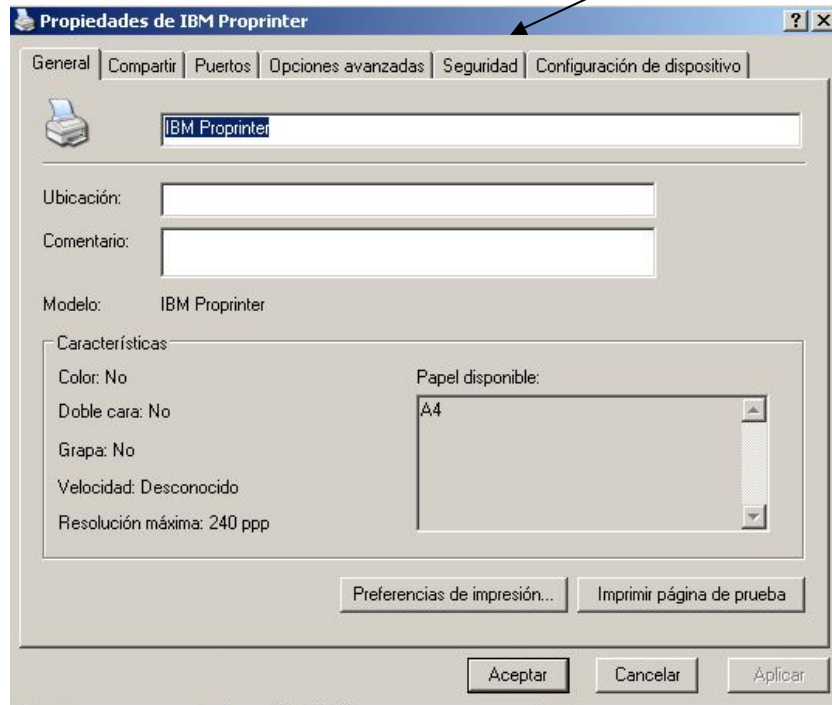 Propiedades de IBM Proprinter
General Compartir Puertos Opciones avanzadas Seguridad Configuración de dispositivo
IBM Proprinter
Ubicación:
Comentario:
Modelo: IBM Proprinter
Características
Color: No Papel disponible:
Doble cara: No A4
Grapa: No
Velocidad: Desconocido
Resolución máxima: 240 ppp
Preferencias de impresión... Imprimir página de prueba
Aceptar Cancelar Aplicar